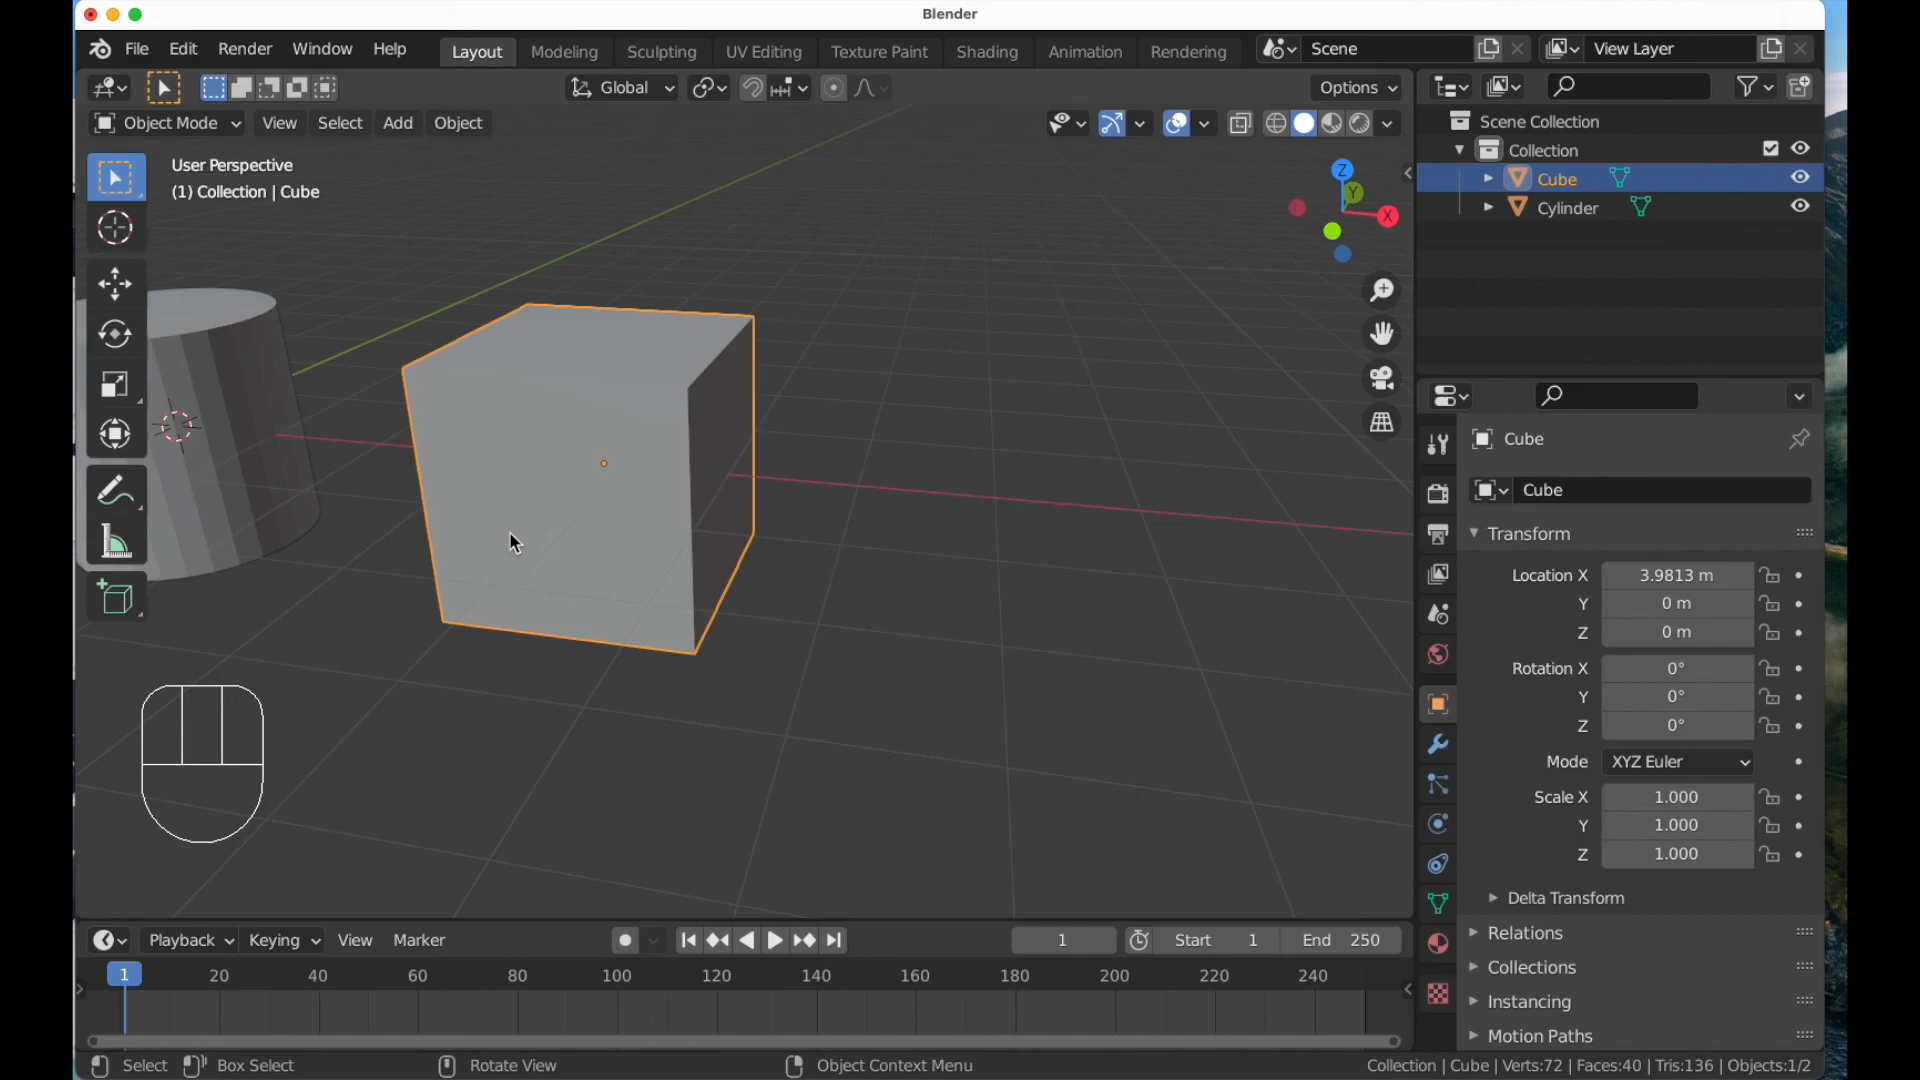 Blender
File Edit Render Window Help Layout Modeling Sculpting UV Editing Texture Paint Shading Animation Rendering Scene View Layer
Global Options
Object Mode View Select Add Object
User Perspective
(1) Collection | Cube
Z
Y
X
Scene Collection
Collection
Cube
Cylinder
Cube
Cube
Transform
Location X 3.9813 m
Y 0 m
Z 0 m
Rotation X 0°
Y 0°
Z 0°
Mode XYZ Euler
Scale X 1.000
Y 1.000
Z 1.000
Delta Transform
Relations
Collections
Instancing
Motion Paths
Playback Keying View Marker 1 Start 1 End 250
1 20 40 60 80 100 120 140 160 180 200 220 240
Select Box Select Rotate View Object Context Menu Collection | Cube | Verts:72 | Faces:40 | Tris:136 | Objects:1/2